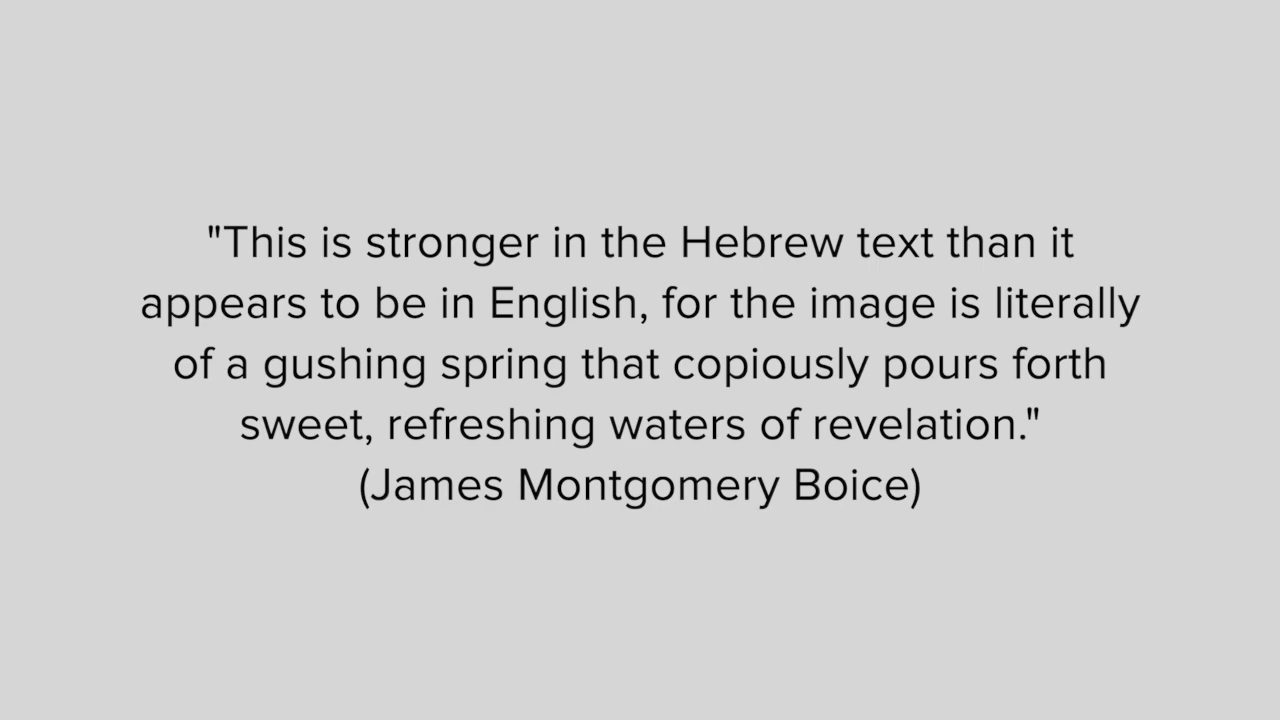 "This is stronger in the Hebrew text than it
appears to be in English, for the image is literally
of a gushing spring that copiously pours forth
sweet, refreshing waters of revelation."
(James Montgomery Boice)